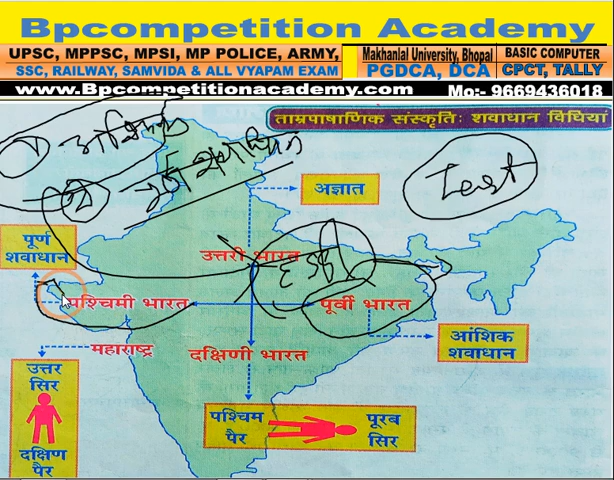 Bpcompetition Academy
UPSC, MPPSC, MPSI, MP POLICE, ARMY,
SSC, RAILWAY, SAMVIDA & ALL VYAPAM EXAM
Makhanlal University, Bhopal
PGDCA, DCA
BASIC COMPUTER
CPCT, TALLY
www.Bpcompetitionacademy.com Mo:- 9669436018
ताम्रपाषाणिक संस्कृतिः शवाधान विधियां
① आंशिक
②
Test
अज्ञात
पूर्ण
शवाधान
उत्तरी भारत
पश्चिमी भारत
पूर्वी भारत
महाराष्ट्र
दक्षिणी भारत
आंशिक
शवाधान
उत्तर
सिर
दक्षिण
पैर
पश्चिम
पैर
पूरब
सिर